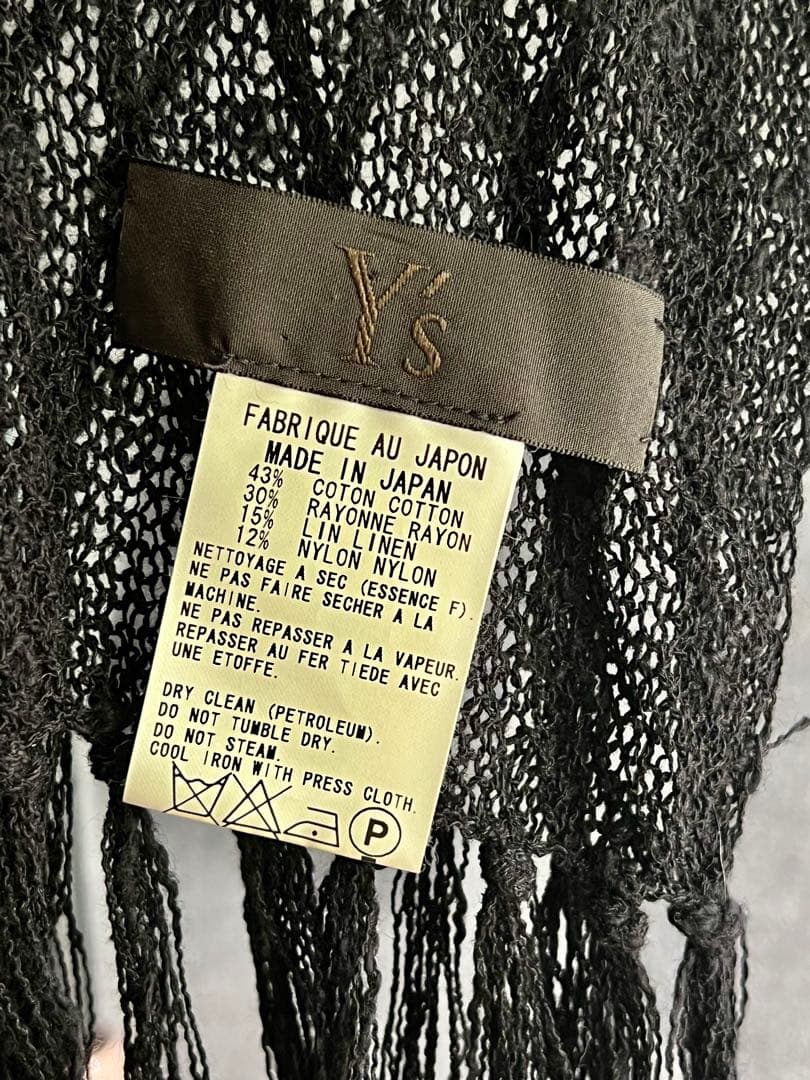 Y's
FABRIQUE AU JAPON
MADE IN JAPAN
43% COTON COTTON
30% RAYONNE RAYON
15% LIN LINEN
12% NYLON NYLON
NETTOYAGE A SEC (ESSENCE F).
NE PAS FAIRE SECHER A LA
MACHINE.
NE PAS REPASSER A LA VAPEUR.
REPASSER AU FER TIEDE AVEC
UNE ETOFFE.
DRY CLEAN (PETROLEUM).
DO NOT TUMBLE DRY.
DO NOT STEAM.
COOL IRON WITH PRESS CLOTH.
P